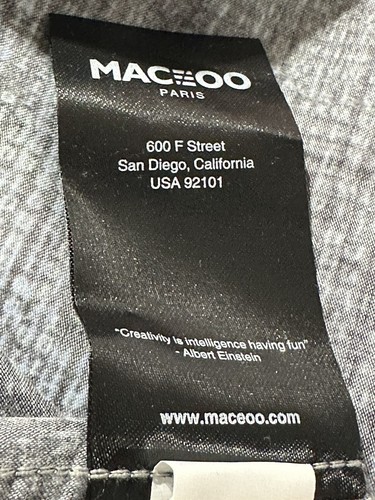 MACEOO
PARIS
600 F Street
San Diego, California
USA 92101
"Creativity is intelligence having fun"
- Albert Einstein
www.maceoo.com